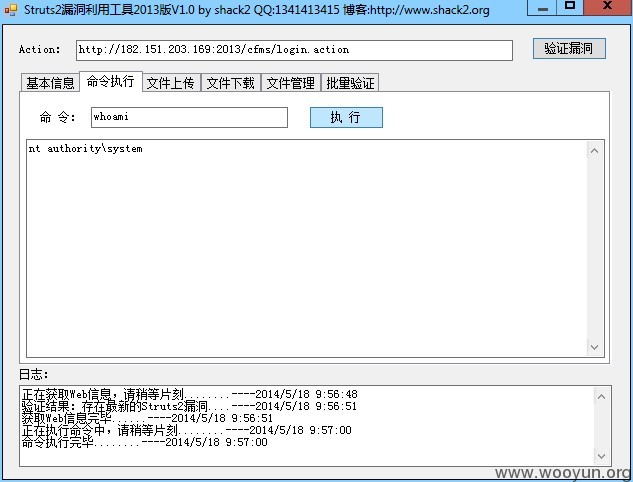 Struts2漏洞利用工具2013版V1.0 by shack2 QQ:1341413415 博客:http://www.shack2.org
Action: http://182.151.203.169:2013/cfms/login.action 验证漏洞
基本信息 命令执行 文件上传 文件下载 文件管理 批量验证
命 令: whoami 执 行
nt authority\system
日志:
正在获取Web信息,请稍等片刻........----2014/5/18 9:56:48
验证结果:存在最新的Struts2漏洞....----2014/5/18 9:56:51
获取Web信息完毕......----2014/5/18 9:56:51
正在执行命令中,请稍等片刻........----2014/5/18 9:57:00
命令执行完毕........----2014/5/18 9:57:00
www.wooyun.org